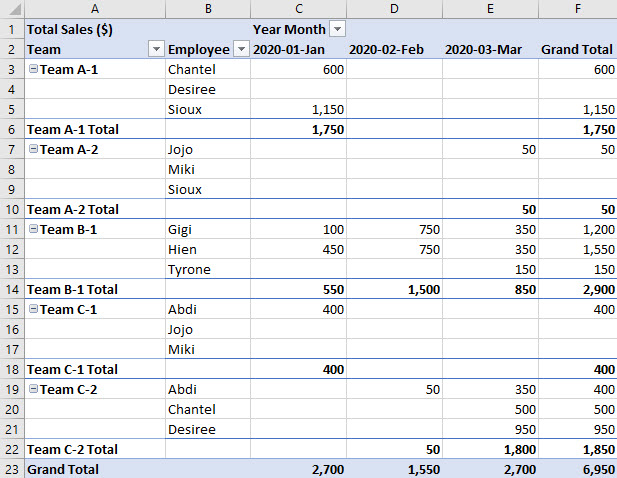 A B C D E F
1 Total Sales ($) Year Month
2 Team Employee 2020-01-Jan 2020-02-Feb 2020-03-Mar Grand Total
3 Team A-1 Chantel 600 600
4 Desiree
5 Sioux 1,150 1,150
6 Team A-1 Total 1,750 1,750
7 Team A-2 Jojo 50 50
8 Miki
9 Sioux
10 Team A-2 Total 50 50
11 Team B-1 Gigi 100 750 350 1,200
12 Hien 450 750 350 1,550
13 Tyrone 150 150
14 Team B-1 Total 550 1,500 850 2,900
15 Team C-1 Abdi 400 400
16 Jojo
17 Miki
18 Team C-1 Total 400 400
19 Team C-2 Abdi 50 350 400
20 Chantel 500 500
21 Desiree 950 950
22 Team C-2 Total 50 1,800 1,850
23 Grand Total 2,700 1,550 2,700 6,950